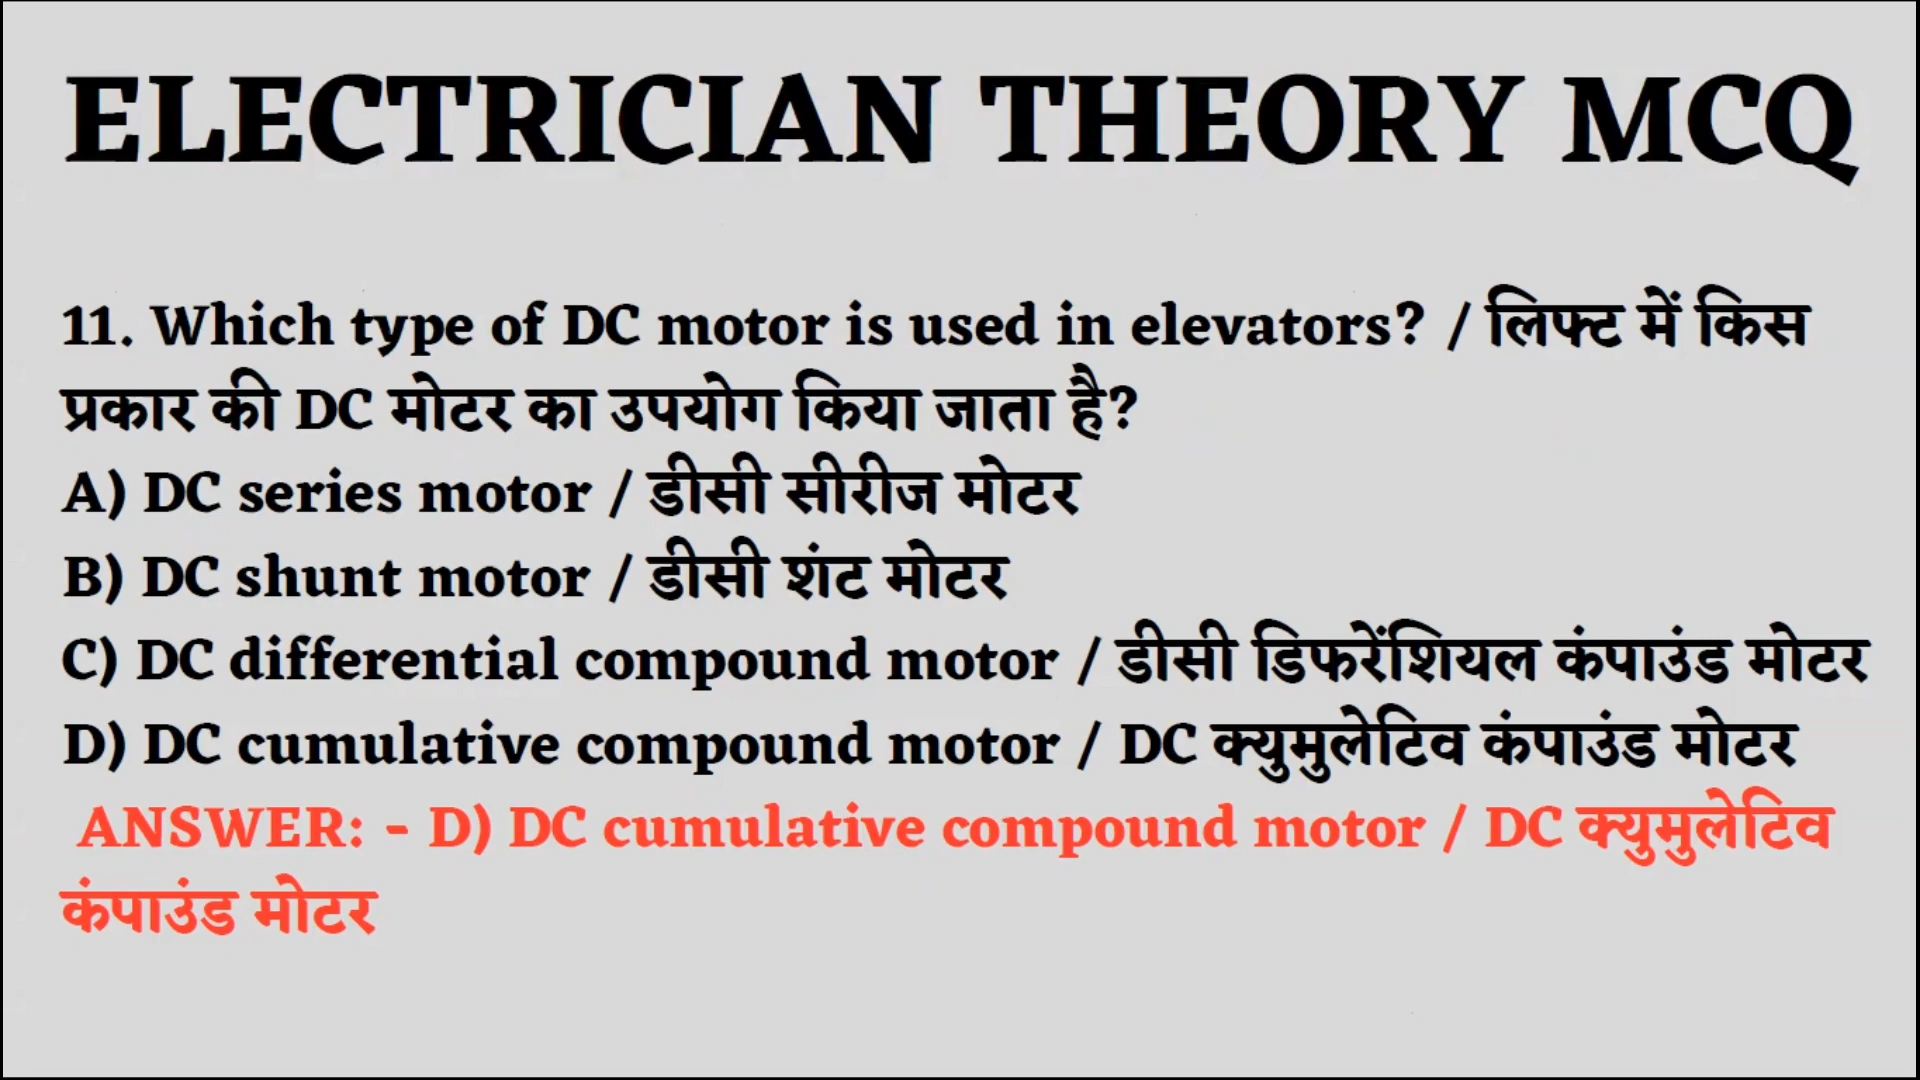 ELECTRICIAN THEORY MCQ
11. Which type of DC motor is used in elevators? / लिफ्ट में किस
प्रकार की DC मोटर का उपयोग किया जाता है?
A) DC series motor / डीसी सीरीज मोटर
B) DC shunt motor / डीसी शंट मोटर
C) DC differential compound motor / डीसी डिफरेंशियल कंपाउंड मोटर
D) DC cumulative compound motor / DC क्युमुलेटिव कंपाउंड मोटर
ANSWER: - D) DC cumulative compound motor / DC क्युमुलेटिव
कंपाउंड मोटर